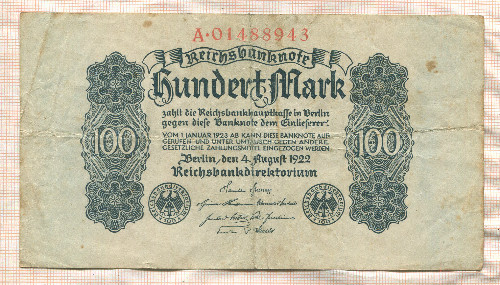 A·01488943
Reichsbanknote
Hundert Mark
zahlt die Reichsbankhauptkasse in Berlin
gegen diese Banknote dem Einlieferer.
VOM 1. JANUAR 1923 AB KANN DIESE BANKNOTE AUF-
GERUFEN UND UNTER UMTAUSCH GEGEN ANDERE
GESETZLICHE ZAHLUNGSMITTEL EINGEZOGEN WERDEN
100 100
Berlin, den 4. August 1922
Reichsbankdirektorium